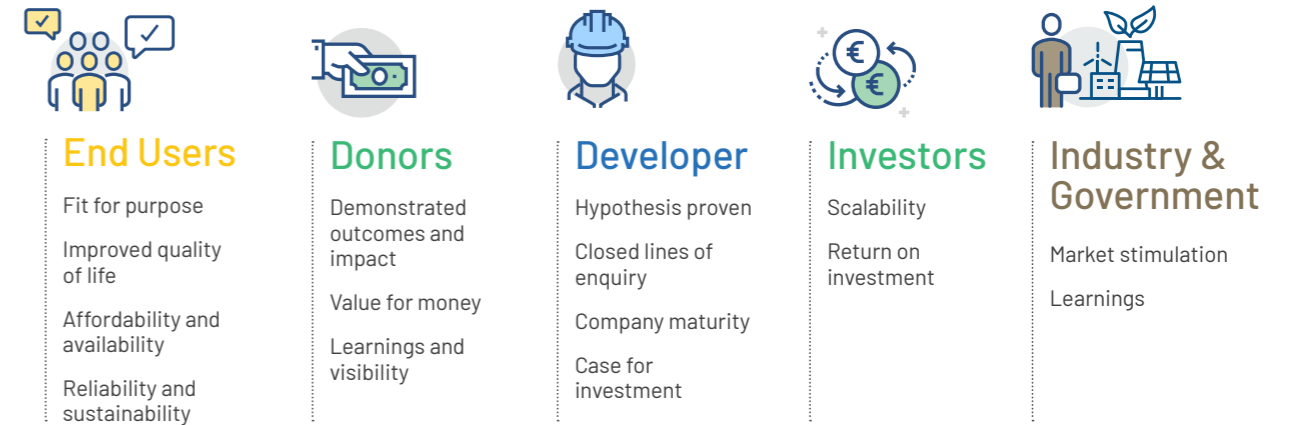 End Users
Fit for purpose
Improved quality
of life
Affordability and
availability
Reliability and
sustainability
Donors
Demonstrated
outcomes and
impact
Value for money
Learnings and
visibility
Developer
Hypothesis proven
Closed lines of
enquiry
Company maturity
Case for
investment
€
€
Investors
Scalability
Return on
investment
Industry &
Government
Market stimulation
Learnings